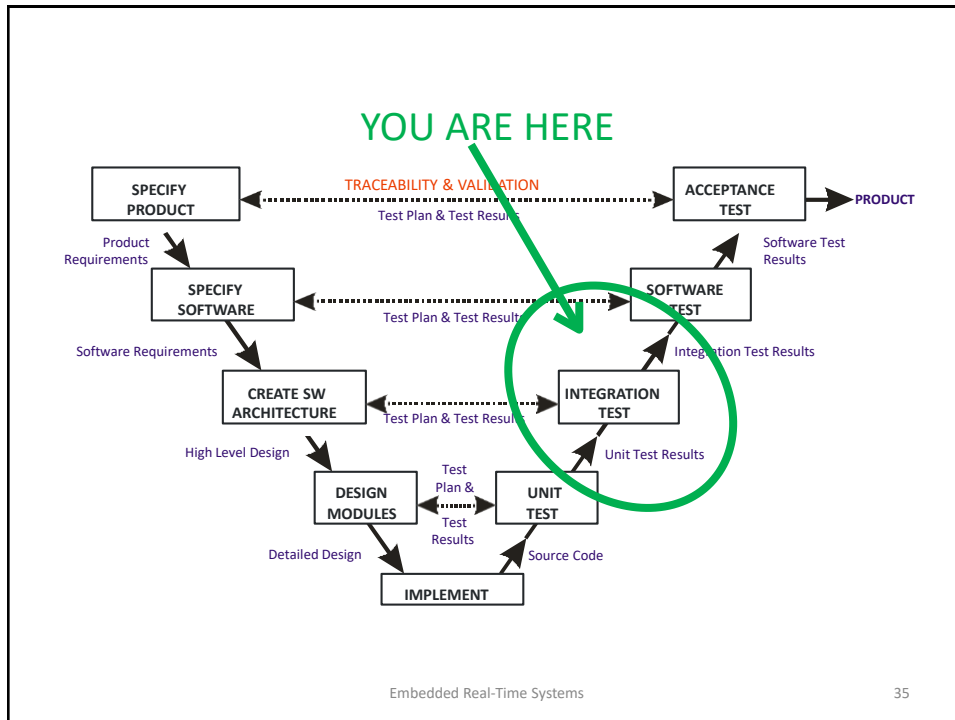 YOU ARE HERE
SPECIFY
PRODUCT
TRACEABILITY & VALIDATION
Test Plan & Test Results
ACCEPTANCE
TEST
PRODUCT
Product
Requirements
Software Test
Results
SPECIFY
SOFTWARE
Test Plan & Test Results
SOFTWARE
TEST
Software Requirements
Integration Test Results
CREATE SW
ARCHITECTURE
Test Plan & Test Results
INTEGRATION
TEST
High Level Design
Unit Test Results
DESIGN
MODULES
Test
Plan &
Test
Results
UNIT
TEST
Detailed Design
Source Code
IMPLEMENT
Embedded Real-Time Systems
35